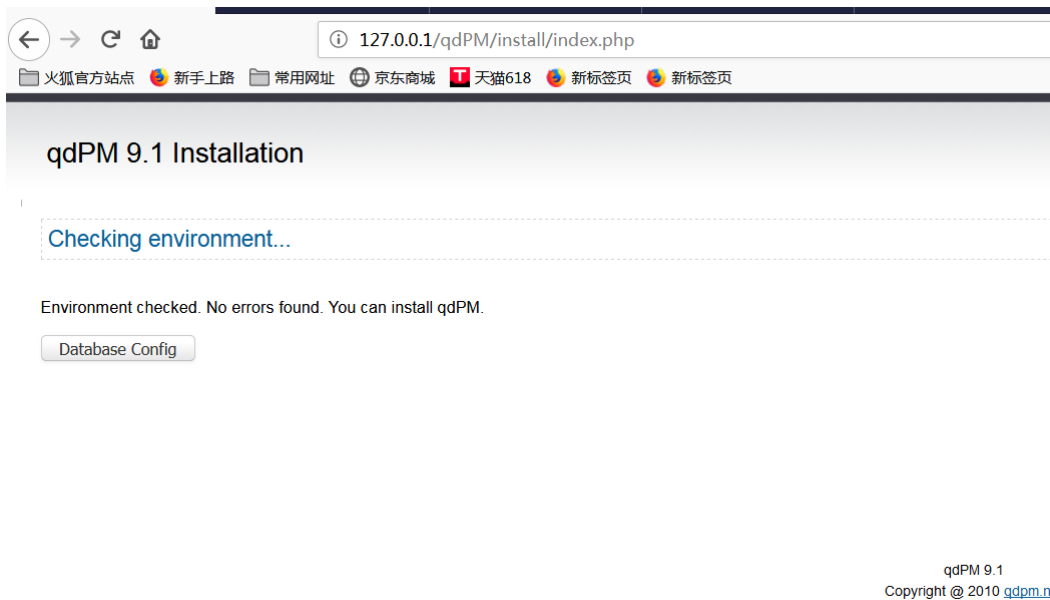 127.0.0.1/qdPM/install/index.php
火狐官方站点 新手上路 常用网址 京东商城 T 天猫618 新标签页 新标签页
qdPM 9.1 Installation
Checking environment...
Environment checked. No errors found. You can install qdPM.
Database Config
qdPM 9.1
Copyright @ 2010 qdpm.n